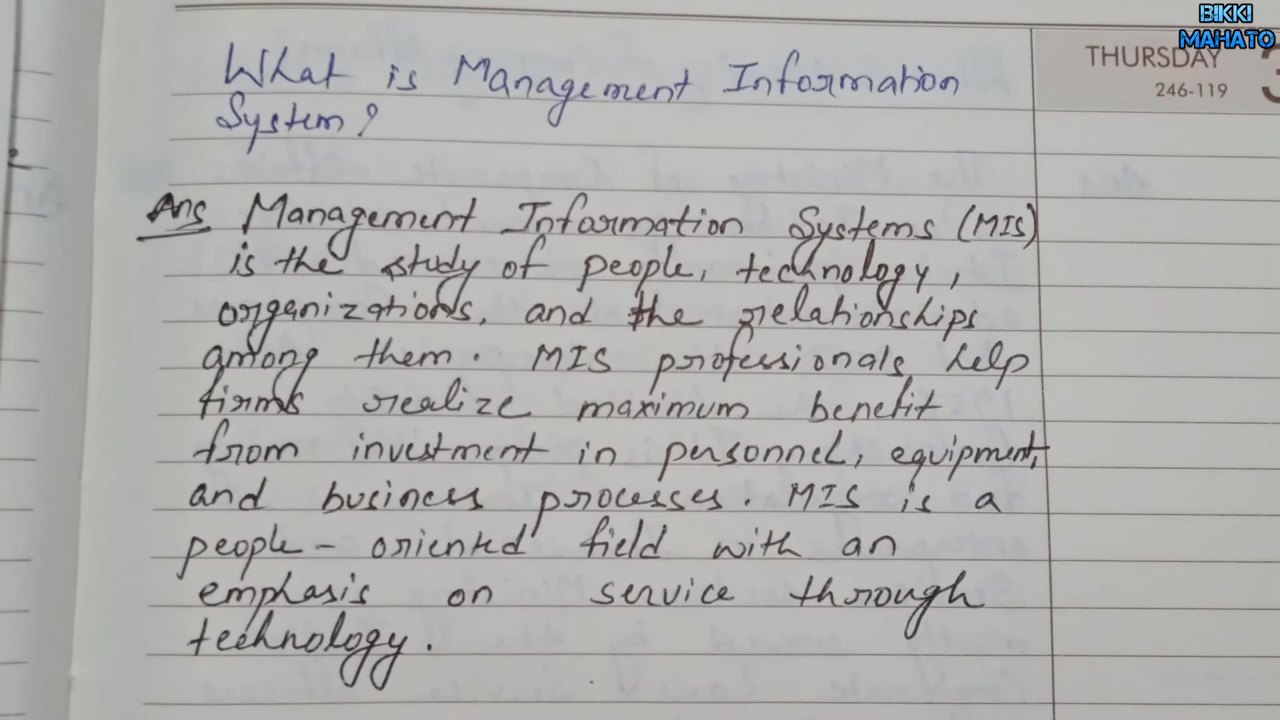 BIKKI
MAHATO
THURSDAY
246-119
What is Management Information
System?
Ans Management Information Systems (MIS)
is the study of people, technology,
organizations, and the relationships
among them. MIS professionals help
firms realize maximum benefit
from investment in personnel, equipment,
and business processes. MIS is a
people-oriented field with an
emphasis on service through
technology.